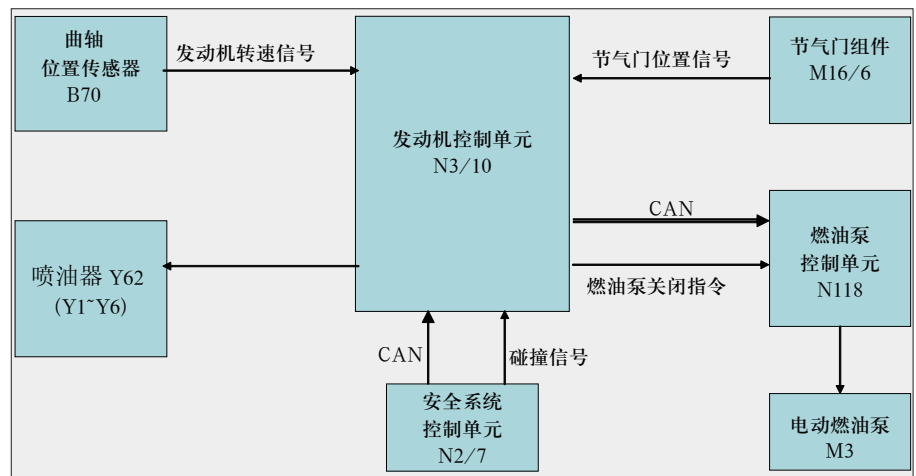 曲轴
位置传感器
B70
发动机转速信号
发动机控制单元
N3/10
节气门位置信号
节气门组件
M16/6
喷油器 Y62
(Y1~Y6)
CAN
燃油泵关闭指令
燃油泵
控制单元
N118
CAN
碰撞信号
安全系统
控制单元
N2/7
电动燃油泵
M3